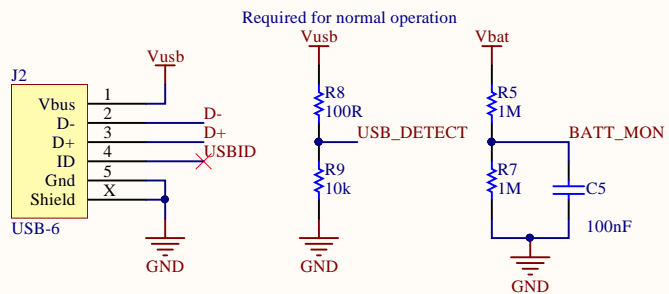 Required for normal operation
Vusb
Vusb
Vbat
J2
Vbus
1
D-
2
D-
D+
3
D+
ID
4
USBID
Gnd
5
Shield
X
USB-6
GND
R8
100R
USB_DETECT
R9
10k
GND
R5
1M
BATT_MON
R7
1M
C5
100nF
GND